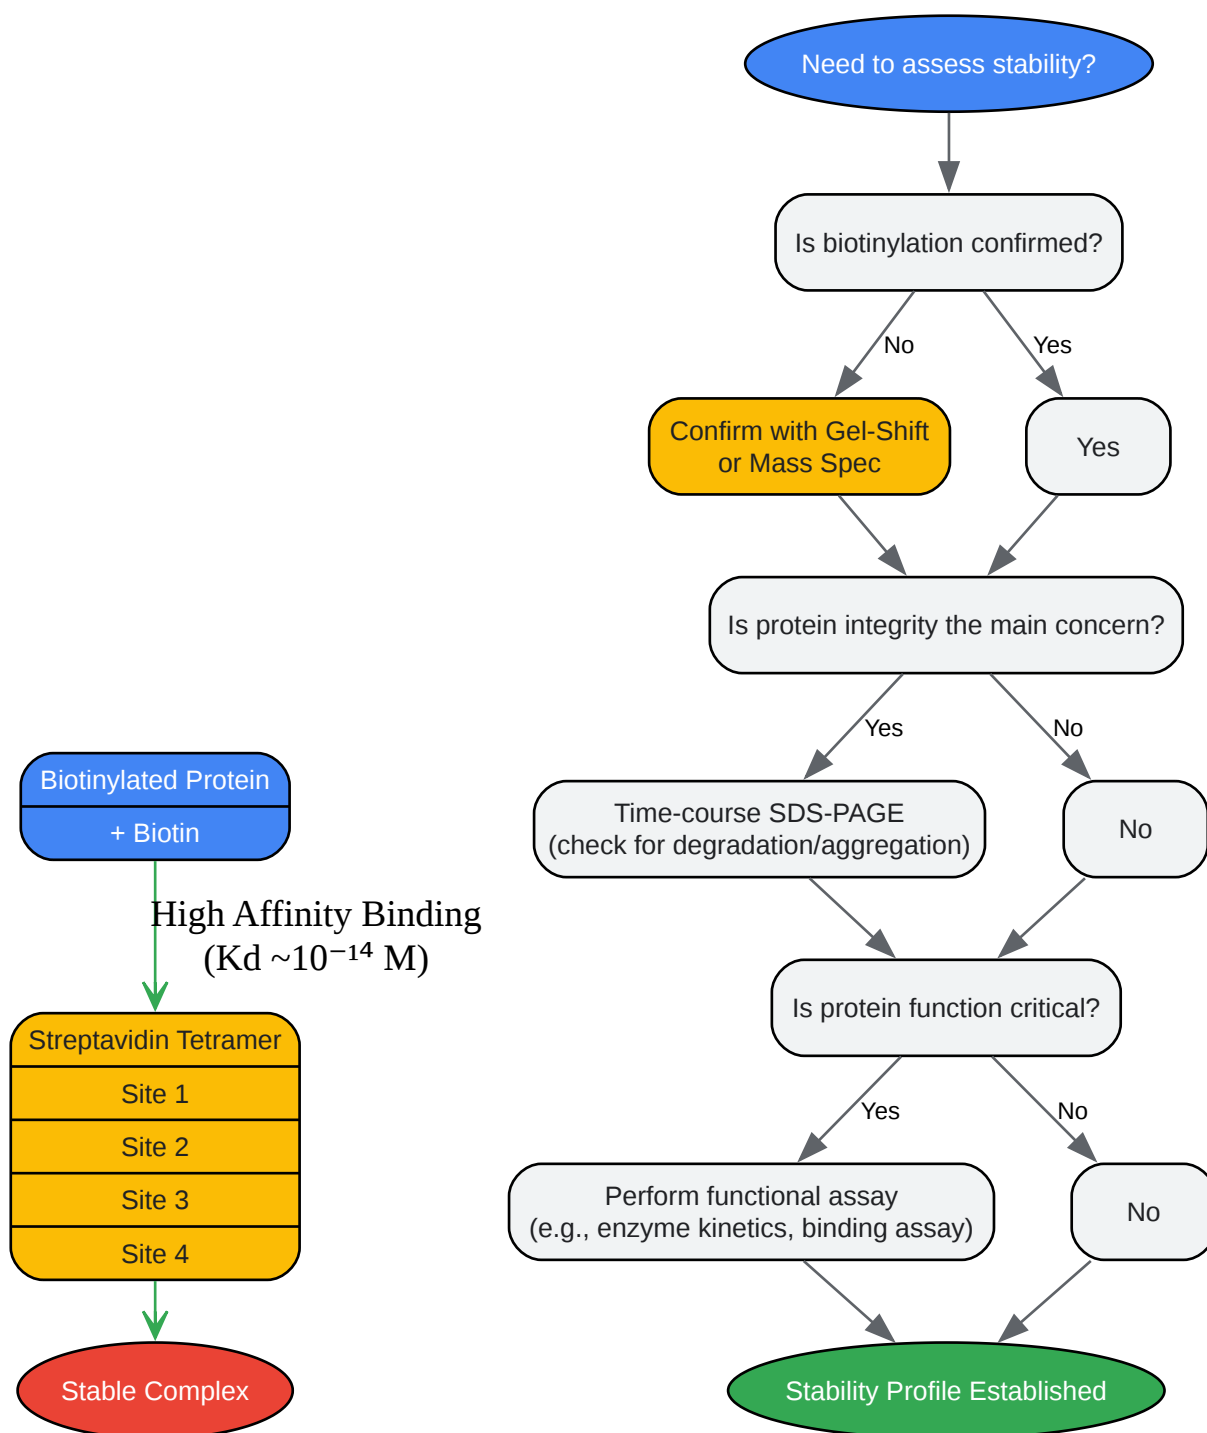 Need to assess stability?
Is biotinylation confirmed?
No
Yes
Confirm with Gel-Shift
or Mass Spec
Yes
Is protein integrity the main concern?
Yes
No
Time-course SDS-PAGE
(check for degradation/aggregation)
No
Is protein function critical?
Yes
No
Perform functional assay
(e.g., enzyme kinetics, binding assay)
No
Stability Profile Established
Biotinylated Protein
+ Biotin
High Affinity Binding
(Kd ~10⁻¹⁴ M)
Streptavidin Tetramer
Site 1
Site 2
Site 3
Site 4
Stable Complex